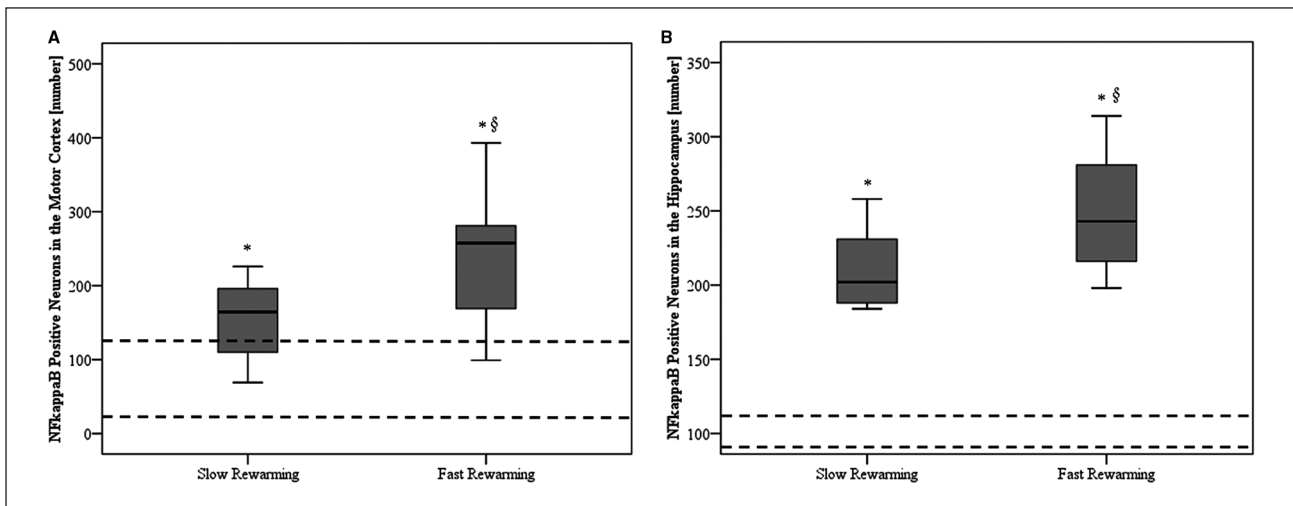 A
NFkappaB Positive Neurons in the Motor Cortex [number]
500
400
300
200
100
0
*
* §
Slow Rewarming
Fast Rewarming
B
NFkappaB Positive Neurons in the Hippocampus [number]
350
300
250
200
150
100
*
* §
Slow Rewarming
Fast Rewarming